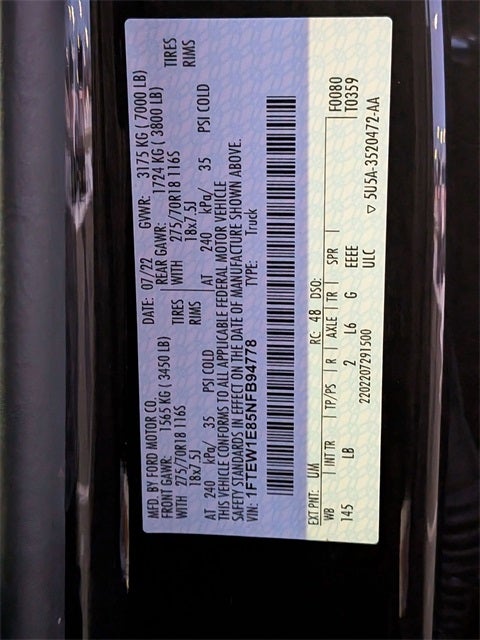 MFD. BY FORD MOTOR CO.
DATE: 07/22 GVWR: 3175 KG ( 7000 LB)
FRONT GAWR: 1565 KG ( 3450 LB) REAR GAWR: 1724 KG ( 3800 LB)
WITH 275/70R18 116S TIRES WITH 275/70R18 116S TIRES
18x7.5J RIMS 18x7.5J RIMS
AT 240 kPa/ 35 PSI COLD AT 240 kPa/ 35 PSI COLD
THIS VEHICLE CONFORMS TO ALL APPLICABLE FEDERAL MOTOR VEHICLE
SAFETY STANDARDS IN EFFECT ON THE DATE OF MANUFACTURE SHOWN ABOVE.
VIN: 1FTEW1E85NFB94778 TYPE: Truck
EXT PNT: UM RC: 48 DSO: F0080
WB INT TR TP/PS R AXLE TR SPR T0359
145 LB 2 L6 G EEEE
ULC
2202207291500 ▽ 5U5A-3520472-AA